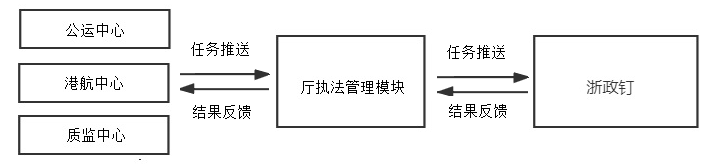 公运中心
港航中心
质监中心
任务推送
结果反馈
厅执法管理模块
任务推送
结果反馈
浙政钉